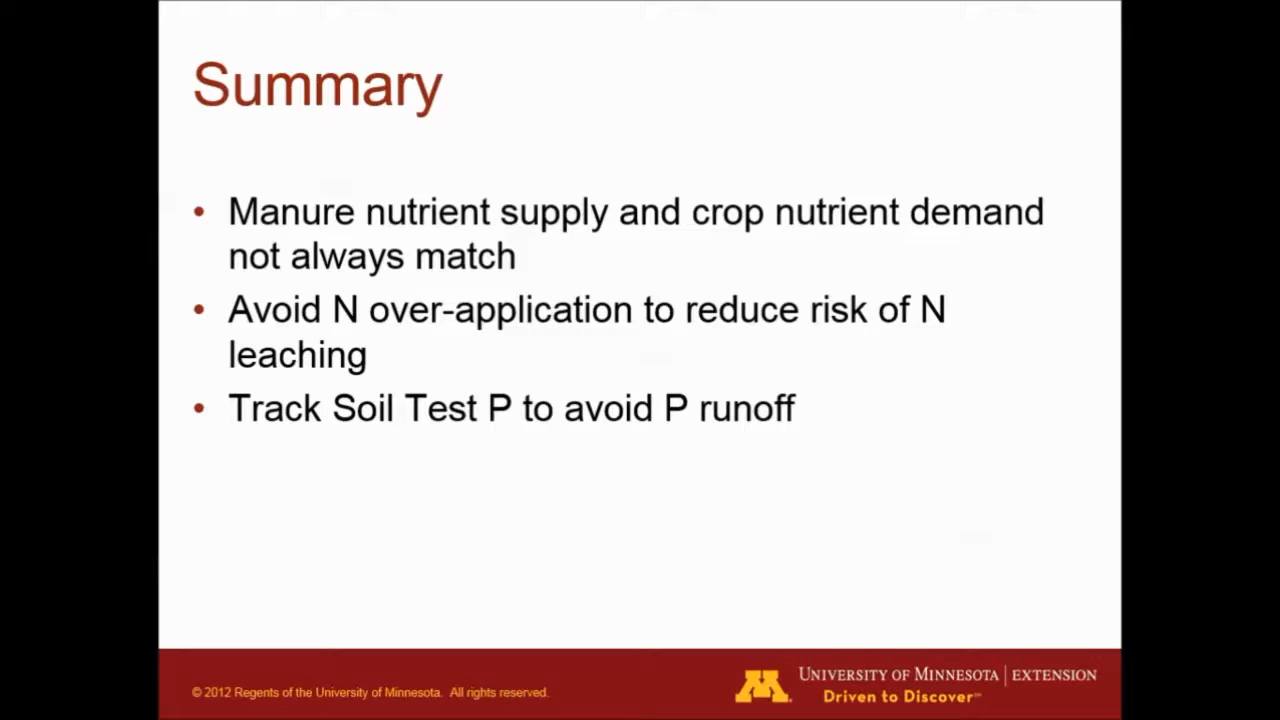 Summary
• Manure nutrient supply and crop nutrient demand
not always match
• Avoid N over-application to reduce risk of N
leaching
• Track Soil Test P to avoid P runoff
© 2012 Regents of the University of Minnesota. All rights reserved.
UNIVERSITY OF MINNESOTA | EXTENSION
Driven to Discover℠